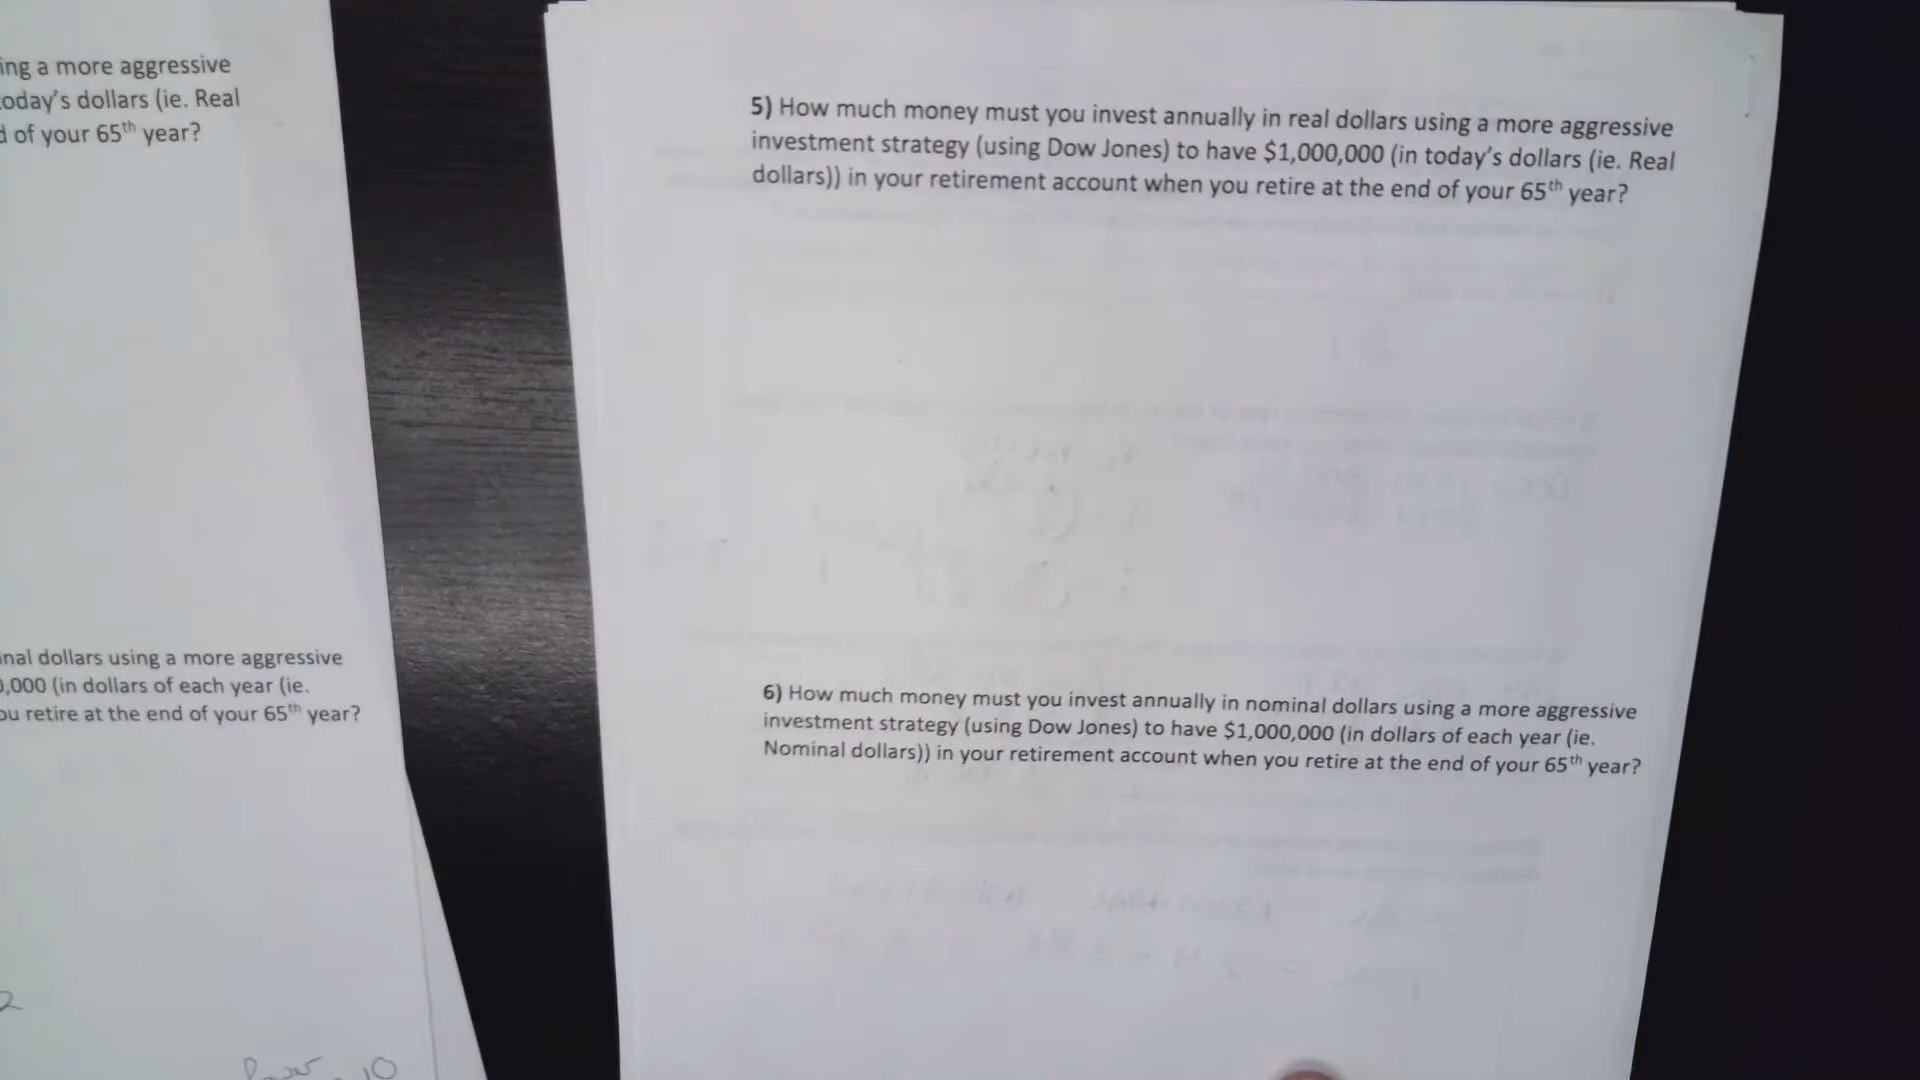 ing a more aggressive
oday's dollars (ie. Real
d of your 65th year?
nal dollars using a more aggressive
0,000 (in dollars of each year (ie.
ou retire at the end of your 65th year?
2
10
5) How much money must you invest annually in real dollars using a more aggressive
investment strategy (using Dow Jones) to have $1,000,000 (in today's dollars (ie. Real
dollars)) in your retirement account when you retire at the end of your 65th year?
6) How much money must you invest annually in nominal dollars using a more aggressive
investment strategy (using Dow Jones) to have $1,000,000 (in dollars of each year (ie.
Nominal dollars)) in your retirement account when you retire at the end of your 65th year?